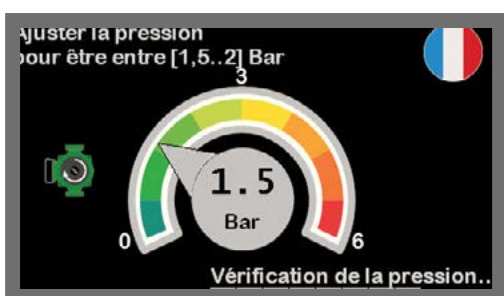 Ajuster la pression
pour être entre [1,5..2] Bar
3
1.5
Bar
0
6
Vérification de la pression..